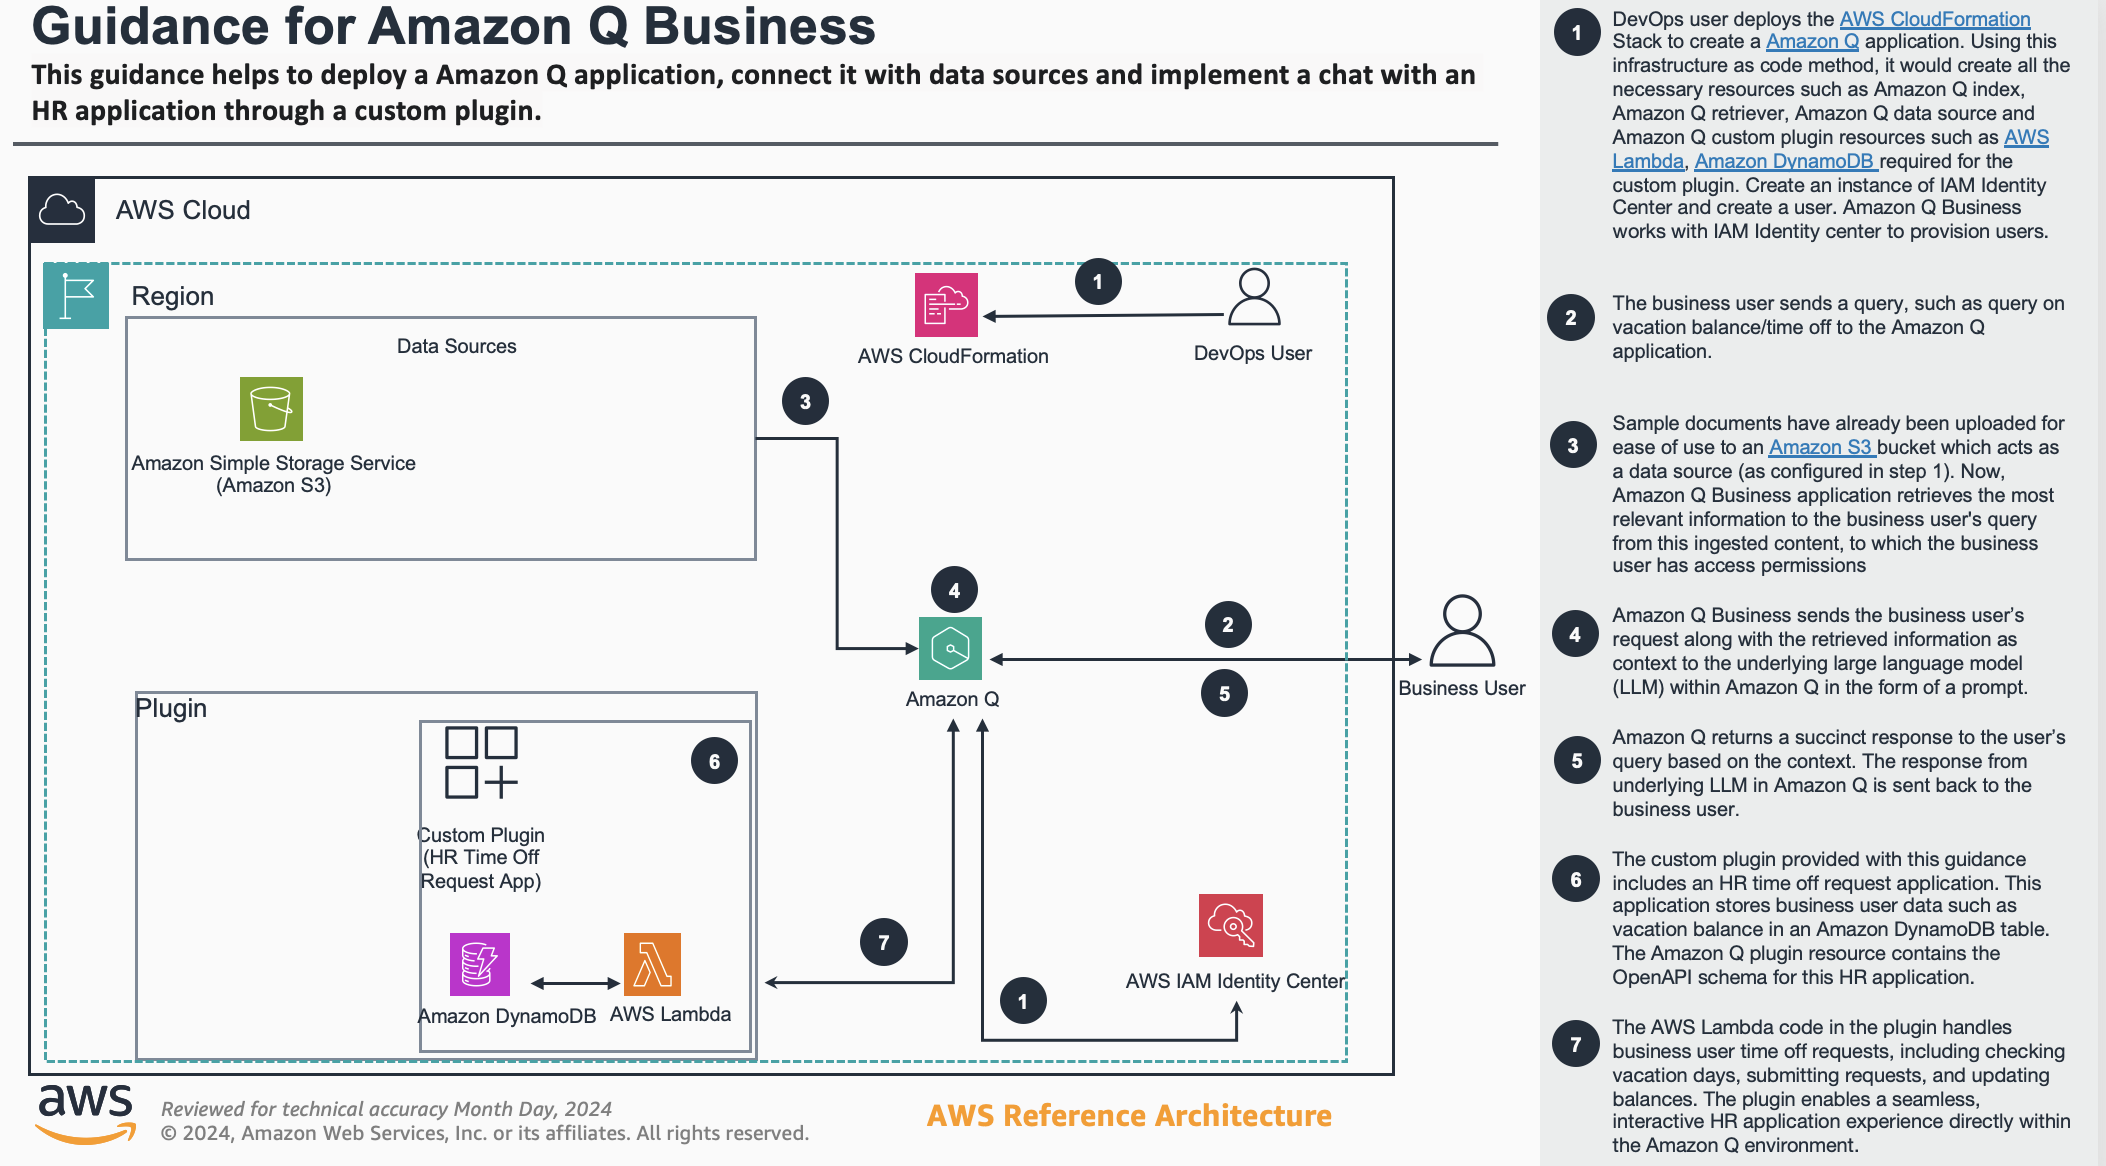 Guidance for Amazon Q Business
This guidance helps to deploy a Amazon Q application, connect it with data sources and implement a chat with an
HR application through a custom plugin.
AWS Cloud
Region
Data Sources
Amazon Simple Storage Service
(Amazon S3)
3
AWS CloudFormation
1
DevOps User
4
Amazon Q
2
5
Business User
Plugin
6
Custom Plugin
(HR Time Off
Request App)
Amazon DynamoDB
AWS Lambda
7
1
AWS IAM Identity Center
aws
Reviewed for technical accuracy Month Day, 2024
© 2024, Amazon Web Services, Inc. or its affiliates. All rights reserved.
AWS Reference Architecture
1
DevOps user deploys the AWS CloudFormation
Stack to create a Amazon Q application. Using this
infrastructure as code method, it would create all the
necessary resources such as Amazon Q index,
Amazon Q retriever, Amazon Q data source and
Amazon Q custom plugin resources such as AWS
Lambda, Amazon DynamoDB required for the
custom plugin. Create an instance of IAM Identity
Center and create a user. Amazon Q Business
works with IAM Identity center to provision users.
2
The business user sends a query, such as query on
vacation balance/time off to the Amazon Q
application.
3
Sample documents have already been uploaded for
ease of use to an Amazon S3 bucket which acts as
a data source (as configured in step 1). Now,
Amazon Q Business application retrieves the most
relevant information to the business user's query
from this ingested content, to which the business
user has access permissions
4
Amazon Q Business sends the business user’s
request along with the retrieved information as
context to the underlying large language model
(LLM) within Amazon Q in the form of a prompt.
5
Amazon Q returns a succinct response to the user’s
query based on the context. The response from
underlying LLM in Amazon Q is sent back to the
business user.
6
The custom plugin provided with this guidance
includes an HR time off request application. This
application stores business user data such as
vacation balance in an Amazon DynamoDB table.
The Amazon Q plugin resource contains the
OpenAPI schema for this HR application.
7
The AWS Lambda code in the plugin handles
business user time off requests, including checking
vacation days, submitting requests, and updating
balances. The plugin enables a seamless,
interactive HR application experience directly within
the Amazon Q environment.